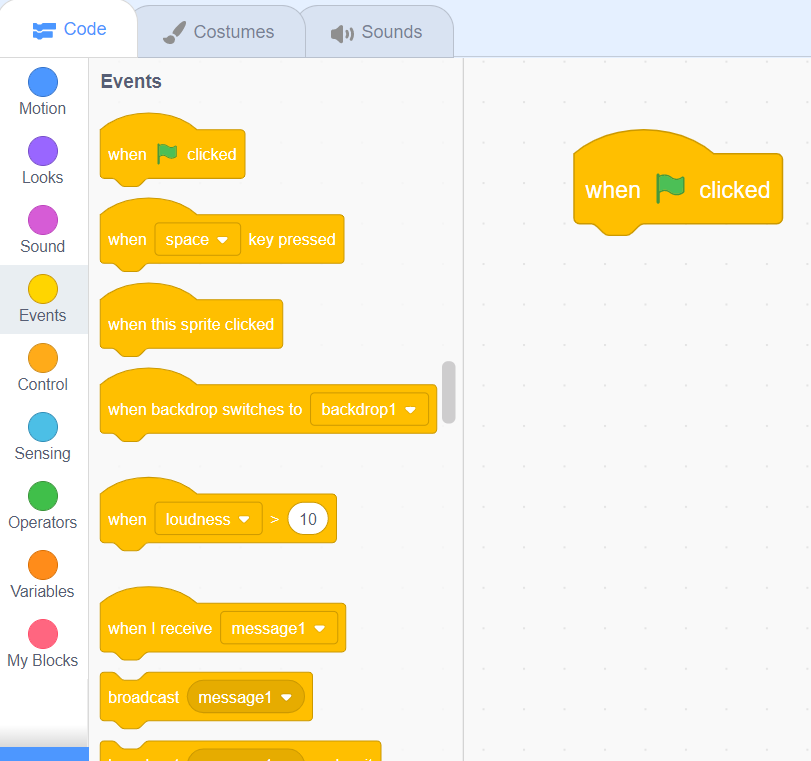 Code
Costumes
Sounds
Motion
Looks
Sound
Events
Control
Sensing
Operators
Variables
My Blocks
Events
when clicked
when space key pressed
when this sprite clicked
when backdrop switches to backdrop1
when loudness > 10
when I receive message1
broadcast message1
when clicked